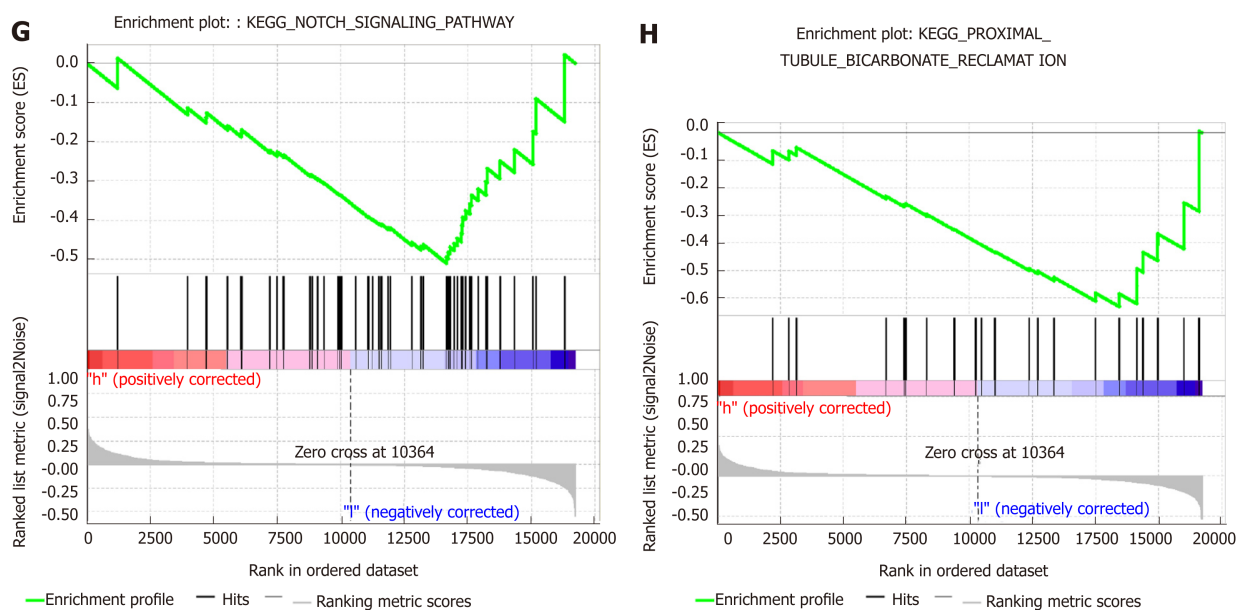 G
Enrichment plot: : KEGG_NOTCH_SIGNALING_PATHWAY
Enrichment score (ES)
0.0
-0.1
-0.2
-0.3
-0.4
-0.5
"h" (positively corrected)
Ranked list metric (signal2Noise)
1.00
0.75
0.50
0.25
-0.00
-0.25
-0.50
Zero cross at 10364
"l" (negatively corrected)
0 2500 5000 7500 10000 12500 10000 17500 20000
Rank in ordered dataset
Enrichment profile Hits Ranking metric scores
H
Enrichment plot: KEGG_PROXIMAL_
TUBULE_BICARBONATE_RECLAMAT ION
Enrichment score (ES)
0.0
-0.1
-0.2
-0.3
-0.4
-0.5
-0.6
"h" (positively corrected)
Ranked list metric (signal2Noise)
1.00
0.75
0.50
0.25
-0.00
-0.25
-0.50
Zero cross at 10364
"l" (negatively corrected)
0 2500 5000 7500 10000 12500 17500 15000 20000
Rank in ordered dataset
Enrichment profile Hits Ranking metric scores